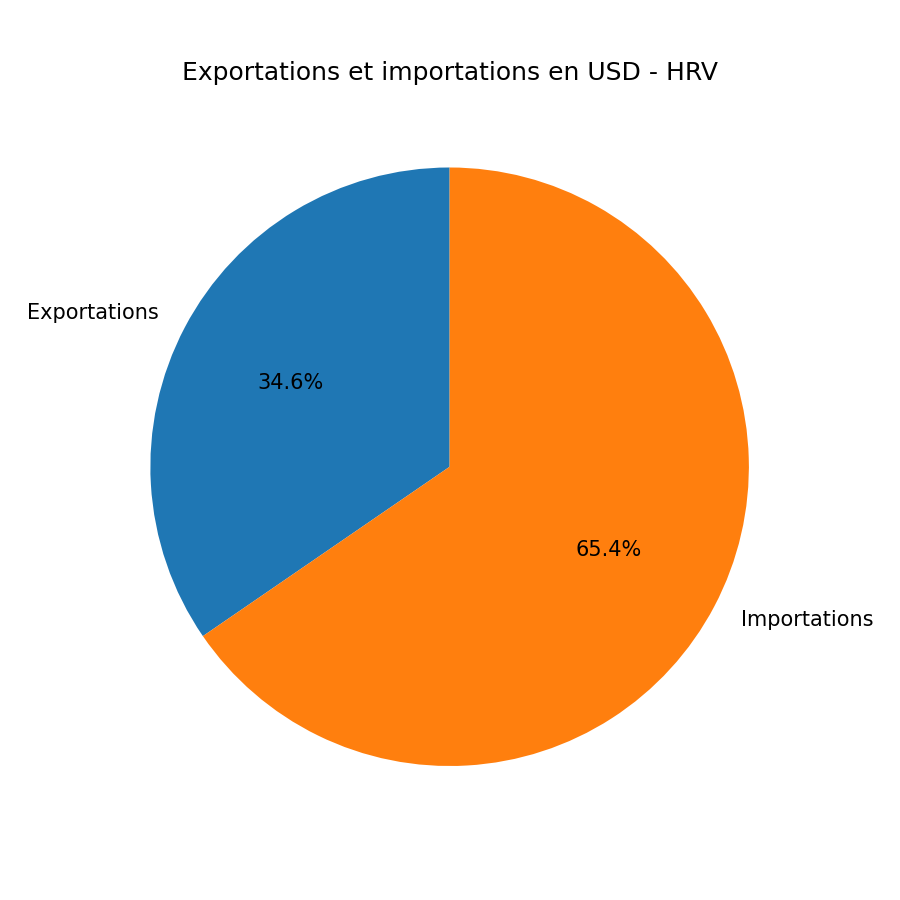 Exportations et importations en USD - HRV
Exportations
34.6%
65.4%
Importations